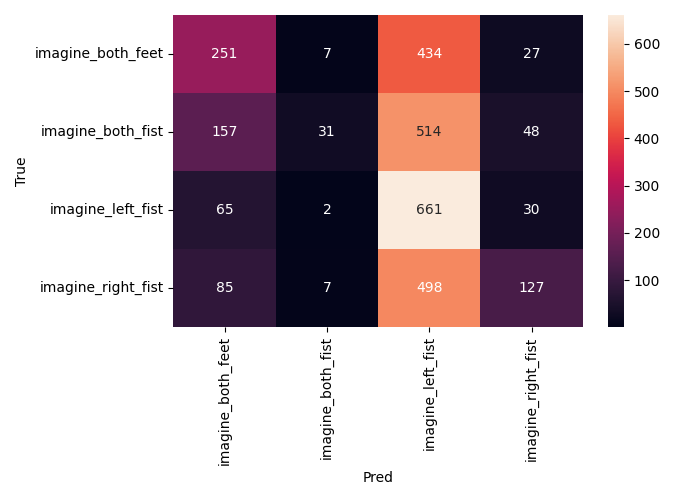 True
imagine_both_feet 251 7 434 27
imagine_both_fist 157 31 514 48
imagine_left_fist 65 2 661 30
imagine_right_fist 85 7 498 127
imagine_both_feet
imagine_both_fist
imagine_left_fist
imagine_right_fist
Pred
600
500
400
300
200
100